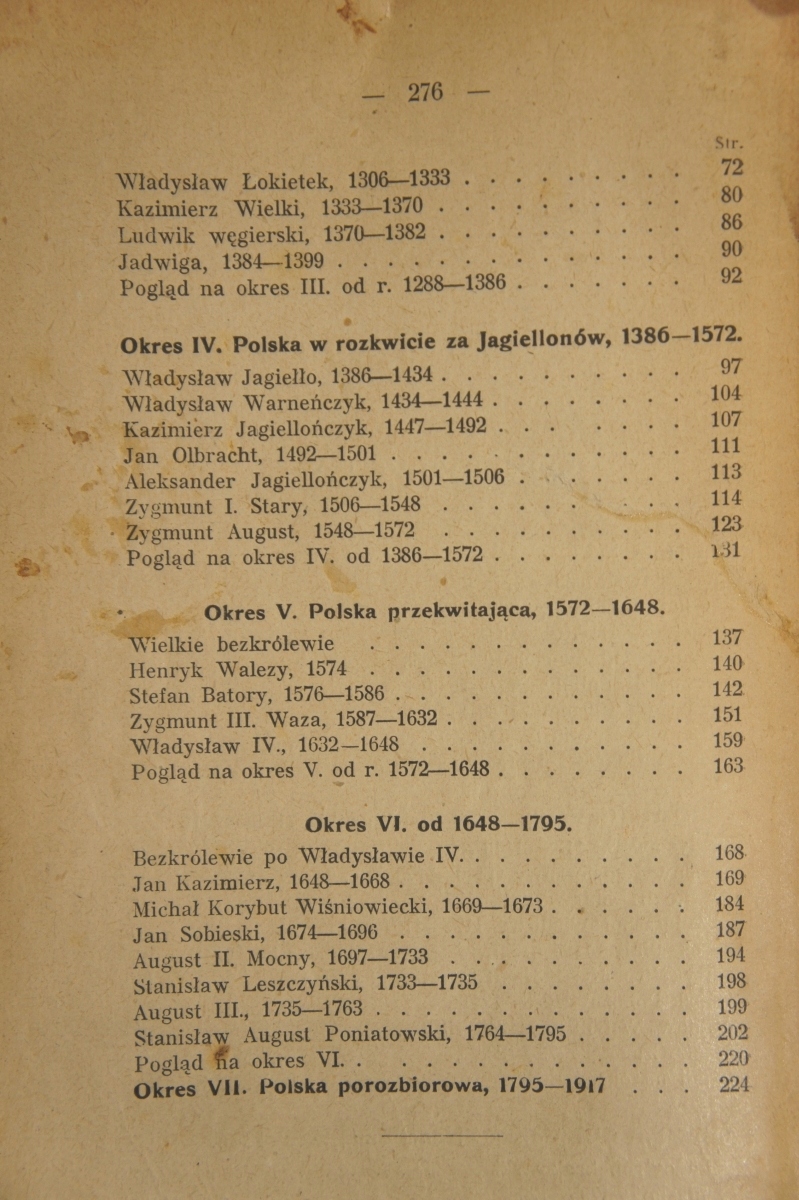 — 276 —
Str.
Władysław Łokietek, 1306—1333 . . . . . . . . . 72
Kazimierz Wielki, 1333—1370 . . . . . . . . . . 80
Ludwik węgierski, 1370—1382 . . . . . . . . . . 86
Jadwiga, 1384—1399 . . . . . . . . . . . . . . 90
Pogląd na okres III. od r. 1288—1386 . . . . . . . 92
Okres IV. Polska w rozkwicie za Jagiellonów, 1386—1572.
Władysław Jagiełło, 1386—1434 . . . . . . . . . . 97
Władysław Warneńczyk, 1434—1444 . . . . . . . . 104
Kazimierz Jagiellończyk, 1447—1492 . . . . . . . 107
Jan Olbracht, 1492—1501 . . . . . . . . . . . . 111
Aleksander Jagiellończyk, 1501—1506 . . . . . . . 113
Zygmunt I. Stary, 1506—1548 . . . . . . . . . 114
Zygmunt August, 1548—1572 . . . . . . . . . . 123
Pogląd na okres IV. od 1386—1572 . . . . . . . . 131
Okres V. Polska przekwitająca, 1572—1648.
Wielkie bezkrólewie . . . . . . . . . . . . . 137
Henryk Walezy, 1574 . . . . . . . . . . . . . 140
Stefan Batory, 1576—1586 . . . . . . . . . . . . 142
Zygmunt III. Waza, 1587—1632 . . . . . . . . . . 151
Władysław IV., 1632—1648 . . . . . . . . . . . 159
Pogląd na okres V. od r. 1572—1648 . . . . . . . . 163
Okres VI. od 1648—1795.
Bezkrólewie po Władysławie IV. . . . . . . . . . 168
Jan Kazimierz, 1648—1668 . . . . . . . . . . . . 169
Michał Korybut Wiśniowiecki, 1669—1673 . . . . . . 184
Jan Sobieski, 1674—1696 . . . . . . . . . . . . 187
August II. Mocny, 1697—1733 . . . . . . . . . . 194
Stanisław Leszczyński, 1733—1735 . . . . . . . . 198
August III., 1735—1763 . . . . . . . . . . . . . 199
Stanisław August Poniatowski, 1764—1795 . . . . . 202
Pogląd na okres VI. . . . . . . . . . . . . . 220
Okres VII. Polska porozbiorowa, 1795—1917 . . . 224